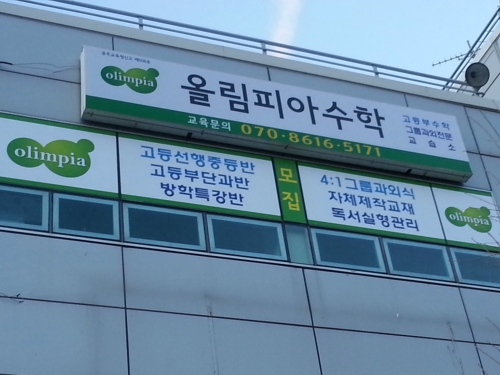 olimpia
올림피아수학
고등부수학
그룹과외전문
교습소
교육문의 070·8616·5171
olimpia
고등선행중등반
고등부단과반
방학특강반
모집
4:1그룹과외식
자체제작교재
독서실형관리
olimpia